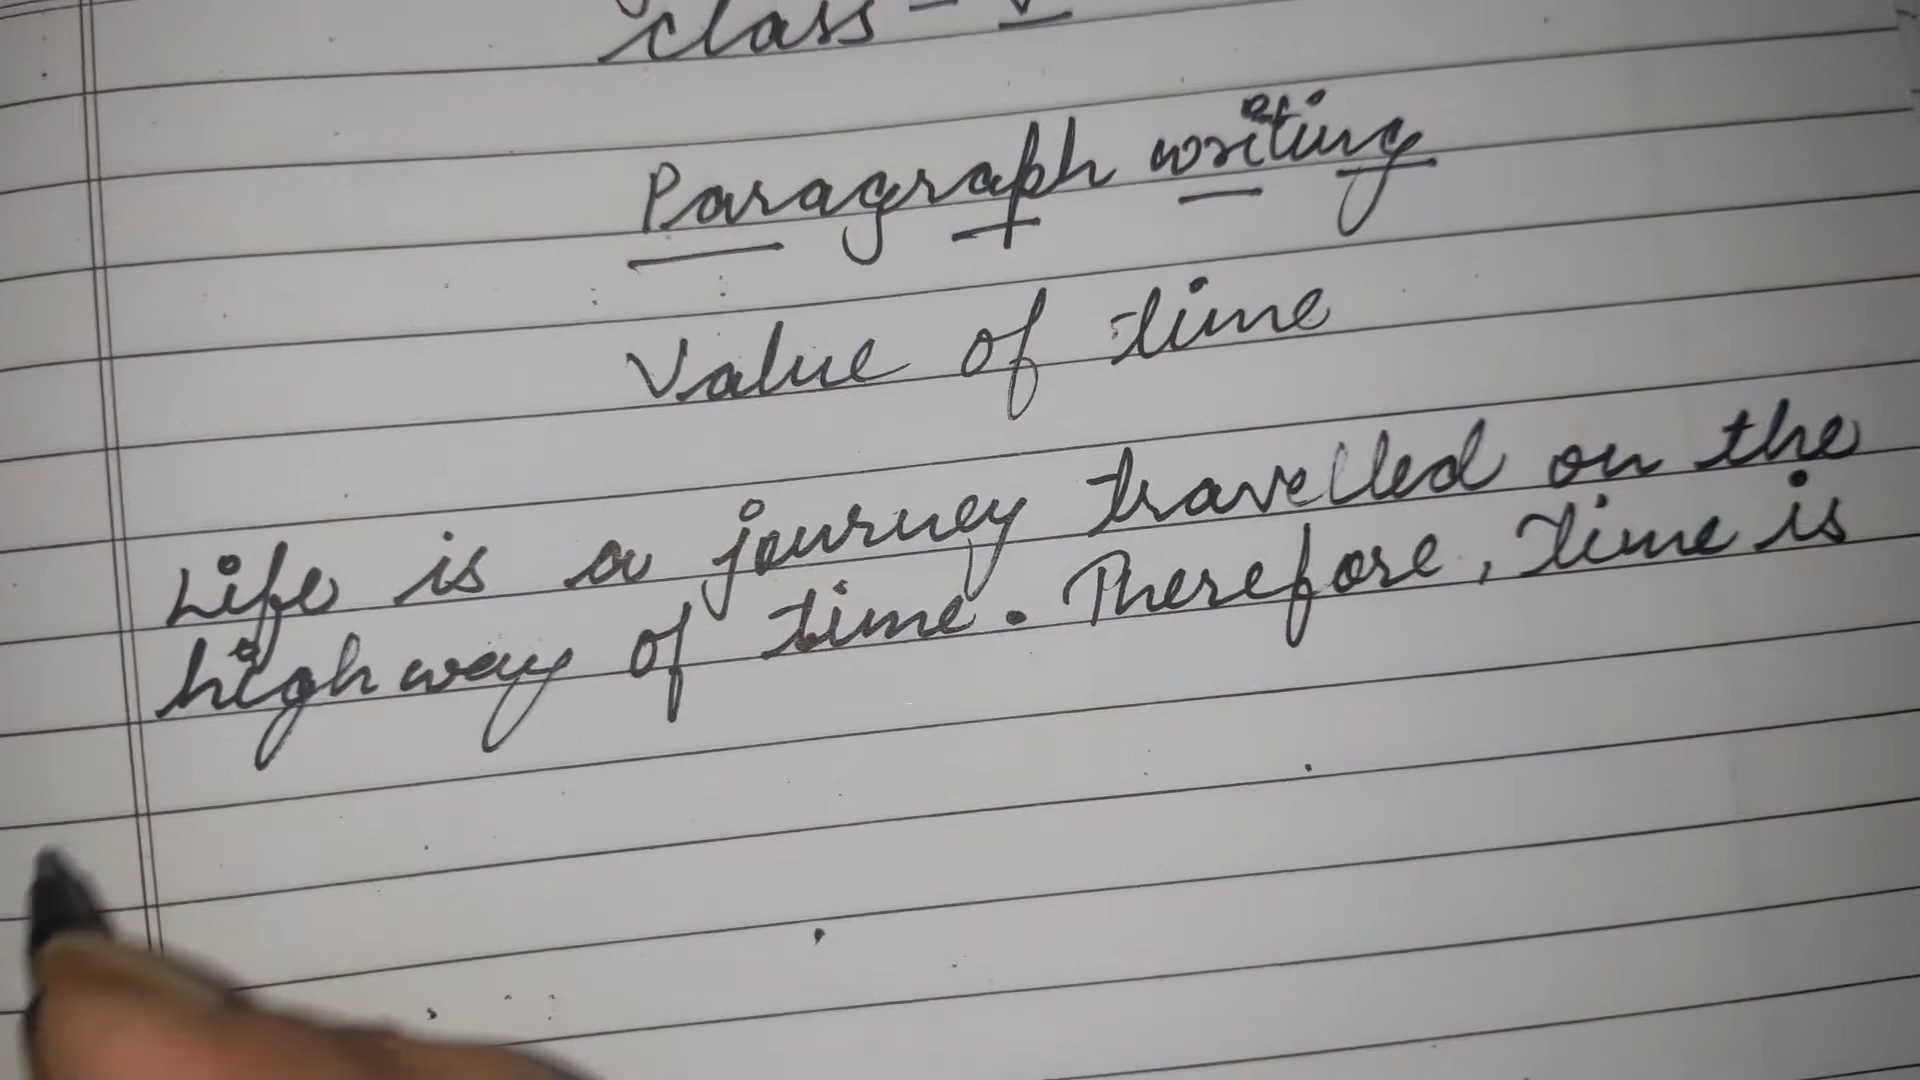 class -
Paragraph writing
Value of time
Life is a journey travelled on the
highway of time. Therefore, time is